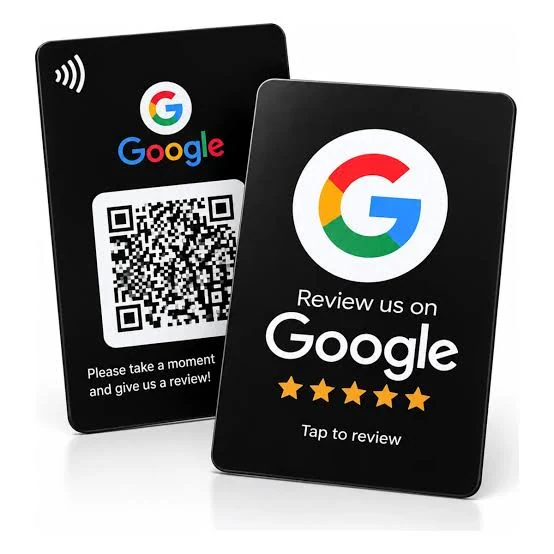 Google
Please take a moment
and give us a review!
G
Review us on
Google
Tap to review